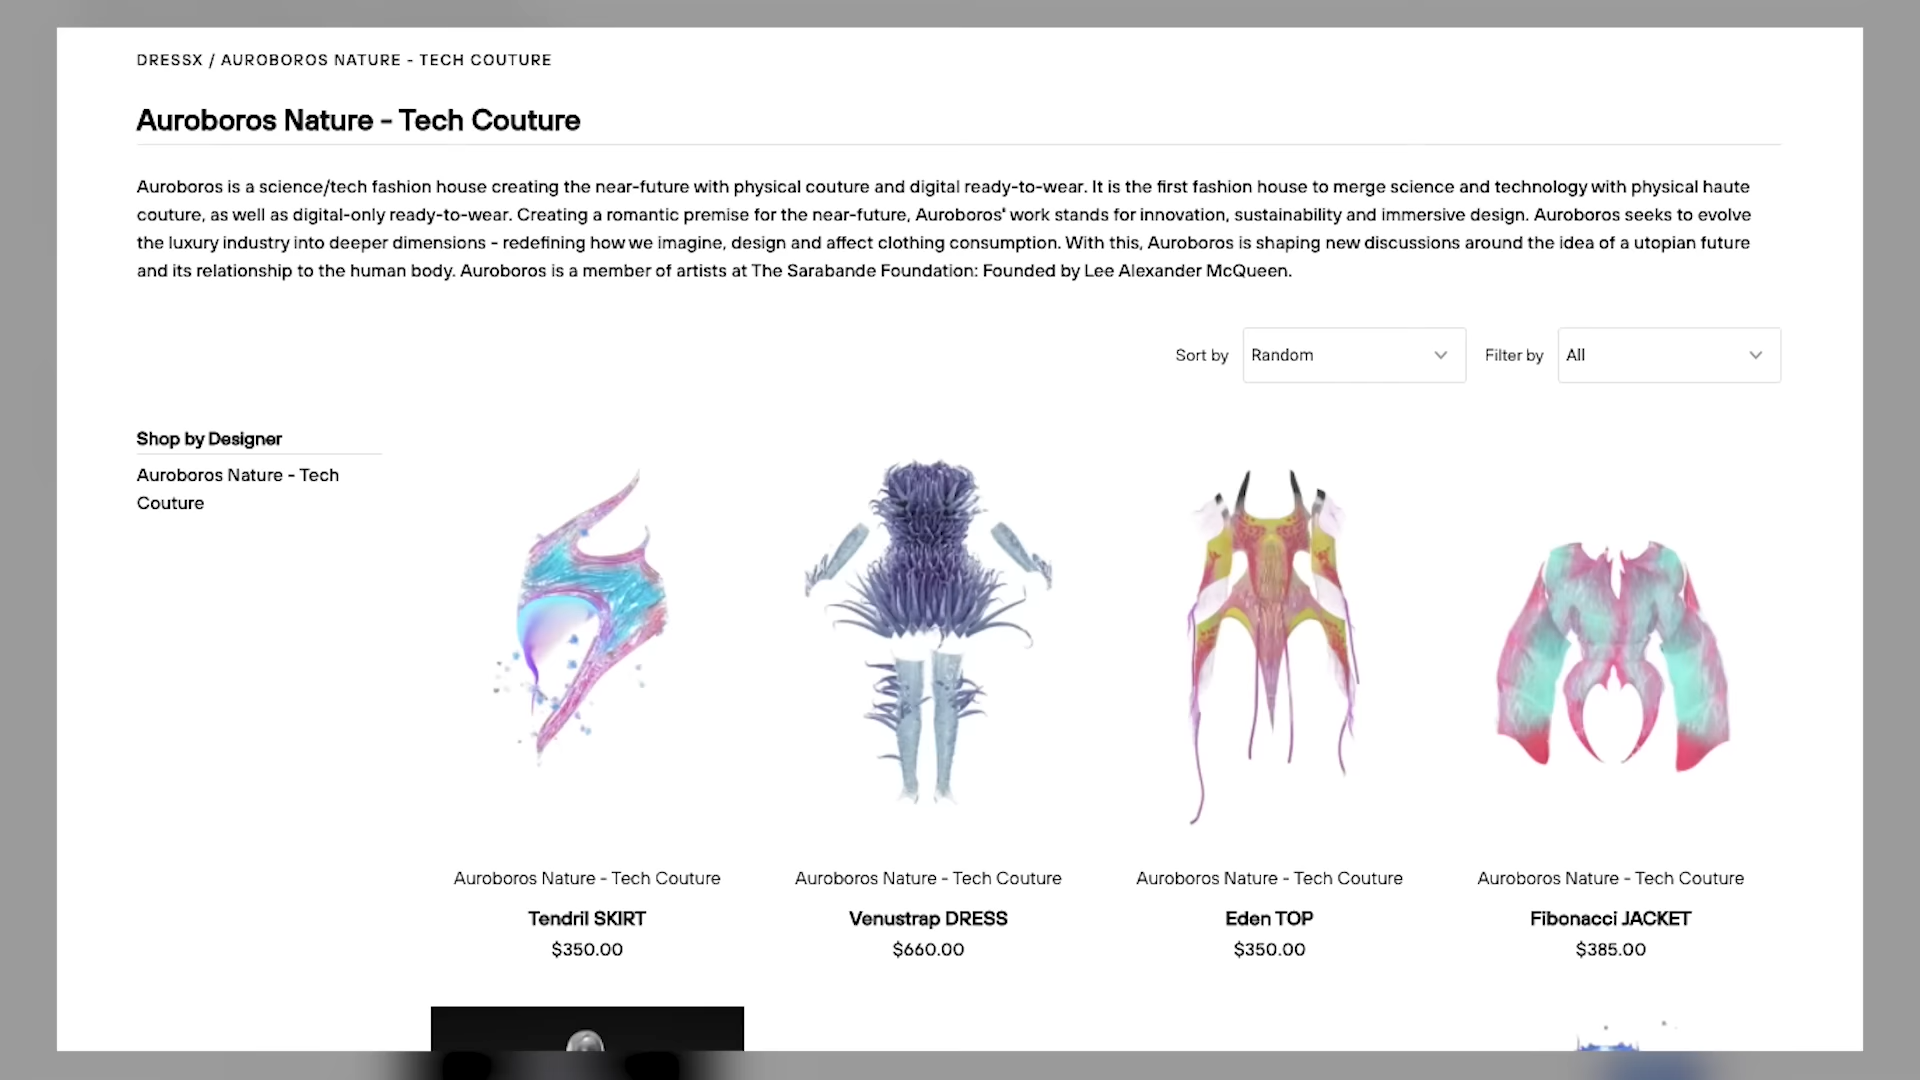 DRESSX / AUROBOROS NATURE - TECH COUTURE
Auroboros Nature - Tech Couture
Auroboros is a science/tech fashion house creating the near-future with physical couture and digital ready-to-wear. It is the first fashion house to merge science and technology with physical haute
couture, as well as digital-only ready-to-wear. Creating a romantic premise for the near-future, Auroboros' work stands for innovation, sustainability and immersive design. Auroboros seeks to evolve
the luxury industry into deeper dimensions - redefining how we imagine, design and affect clothing consumption. With this, Auroboros is shaping new discussions around the idea of a utopian future
and its relationship to the human body. Auroboros is a member of artists at The Sarabande Foundation: Founded by Lee Alexander McQueen.
Sort by Random Filter by All
Shop by Designer
Auroboros Nature - Tech
Couture
Auroboros Nature - Tech Couture
Tendril SKIRT
$350.00
Auroboros Nature - Tech Couture
Venustrap DRESS
$660.00
Auroboros Nature - Tech Couture
Eden TOP
$350.00
Auroboros Nature - Tech Couture
Fibonacci JACKET
$385.00